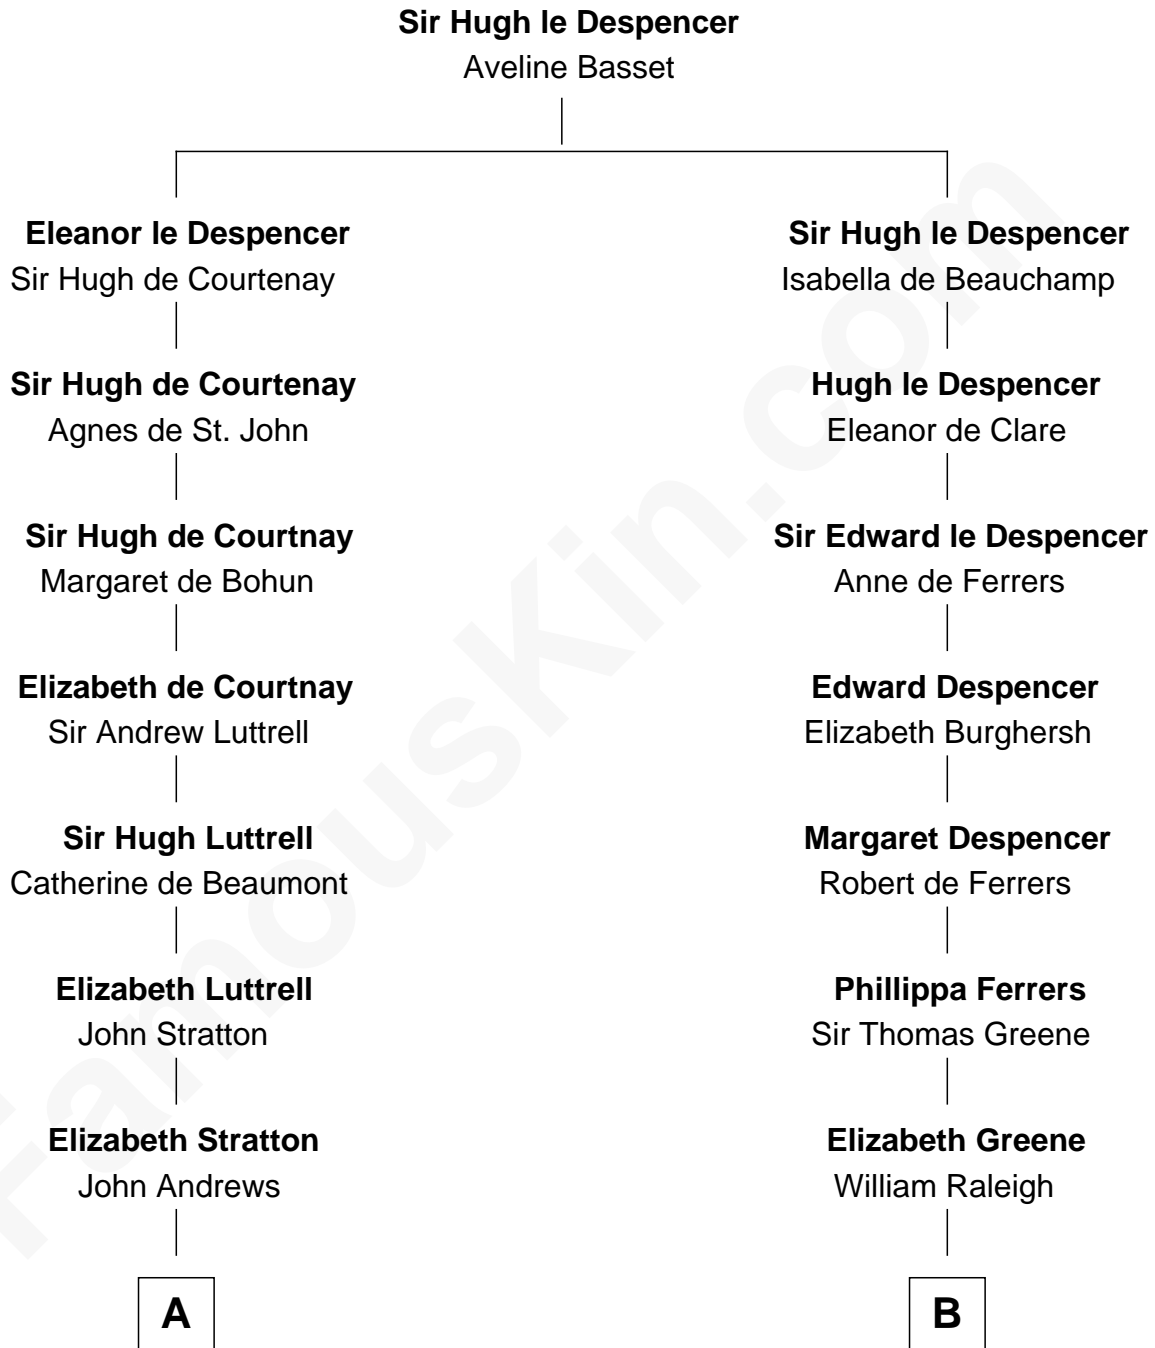 Sir Hugh le Despencer
Aveline Basset
Eleanor le Despencer
Sir Hugh de Courtenay
Sir Hugh le Despencer
Isabella de Beauchamp
Sir Hugh de Courtenay
Agnes de St. John
Hugh le Despencer
Eleanor de Clare
Sir Hugh de Courtnay
Margaret de Bohun
Sir Edward le Despencer
Anne de Ferrers
Elizabeth de Courtnay
Sir Andrew Luttrell
Edward Despencer
Elizabeth Burghersh
Sir Hugh Luttrell
Catherine de Beaumont
Margaret Despencer
Robert de Ferrers
Elizabeth Luttrell
John Stratton
Phillippa Ferrers
Sir Thomas Greene
Elizabeth Stratton
John Andrews
Elizabeth Greene
William Raleigh
A
B
FamousKin.com